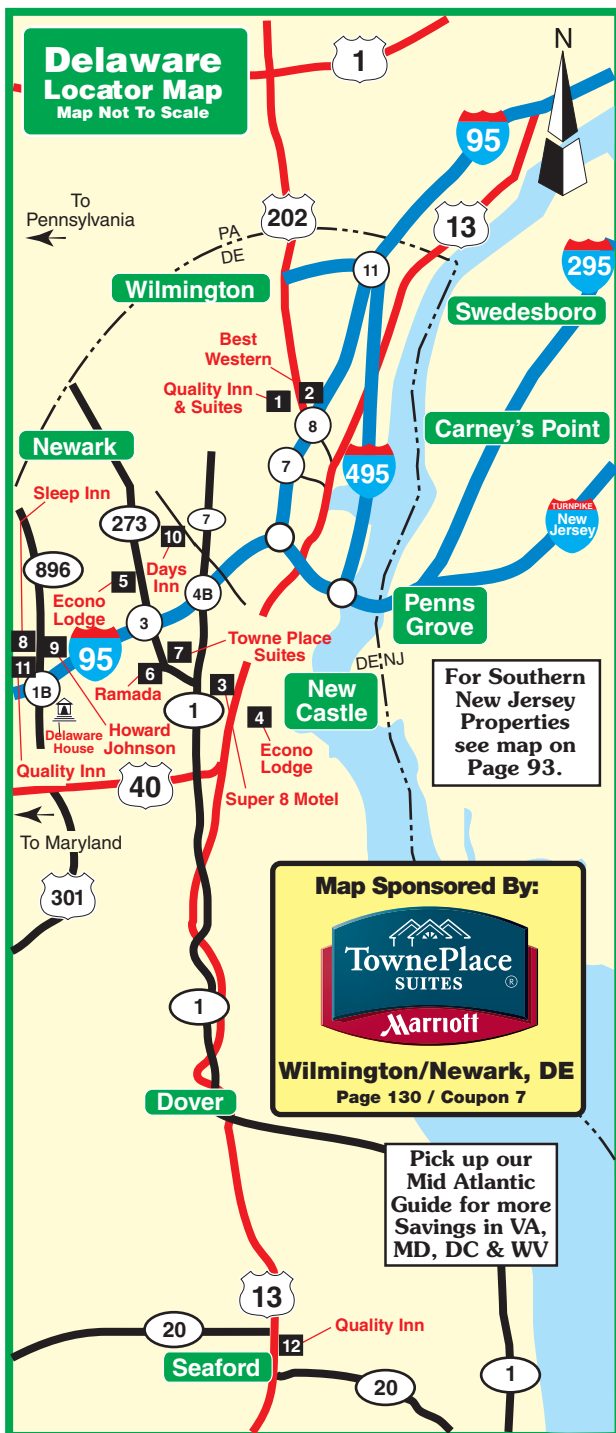 Delaware
Locator Map
Map Not To Scale
1
N
95
To
Pennsylvania
202
13
PA
DE
11
295
Wilmington
Swedesboro
Best
Western
Quality Inn
& Suites
1
2
8
Carney's Point
Newark
7
495
Sleep Inn
273
7
TURNPIKE
New
Jersey
10
896
Days
Inn
5
Econo
Lodge
4B
3
Penns
Grove
8
9
95
7
Towne Place
Suites
11
6
Ramada
DE
NJ
1B
Delaware
House
Howard
Johnson
1
3
4
Econo
Lodge
New
Castle
For Southern
New Jersey
Properties
see map on
Page 93.
Quality Inn
40
Super 8 Motel
To Maryland
301
Map Sponsored By:
TownePlace
SUITES
®
Marriott
Wilmington/Newark, DE
Page 130 / Coupon 7
1
Dover
Pick up our
Mid Atlantic
Guide for more
Savings in VA,
MD, DC & WV
13
20
12
Quality Inn
Seaford
20
1